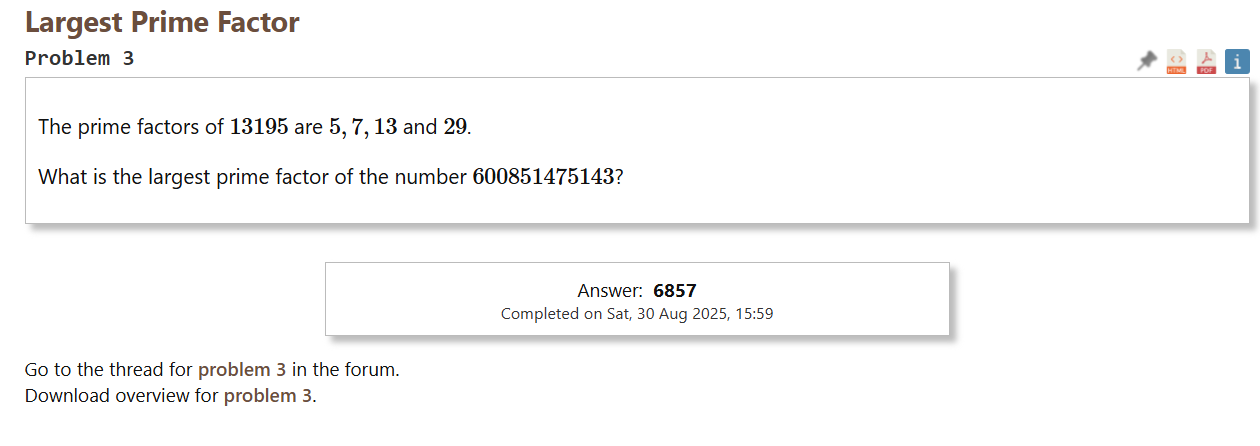 Largest Prime Factor
Problem 3
HTML
PDF
i
The prime factors of 13195 are 5, 7, 13 and 29.
What is the largest prime factor of the number 600851475143?
Answer: 6857
Completed on Sat, 30 Aug 2025, 15:59
Go to the thread for problem 3 in the forum.
Download overview for problem 3.